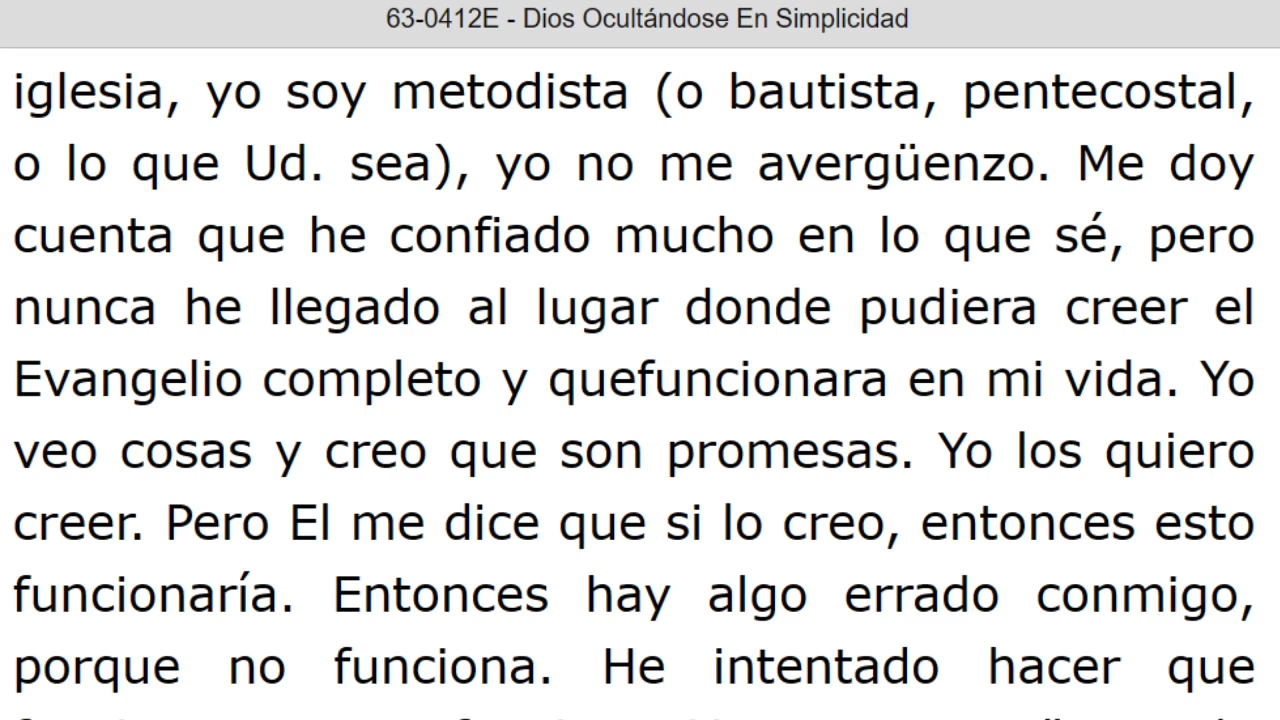 63-0412E - Dios Ocultándose En Simplicidad
iglesia, yo soy metodista (o bautista, pentecostal,
o lo que Ud. sea), yo no me avergüenzo. Me doy
cuenta que he confiado mucho en lo que sé, pero
nunca he llegado al lugar donde pudiera creer el
Evangelio completo y quefuncionara en mi vida. Yo
veo cosas y creo que son promesas. Yo los quiero
creer. Pero El me dice que si lo creo, entonces esto
funcionaría. Entonces hay algo errado conmigo,
porque no funciona. He intentado hacer que